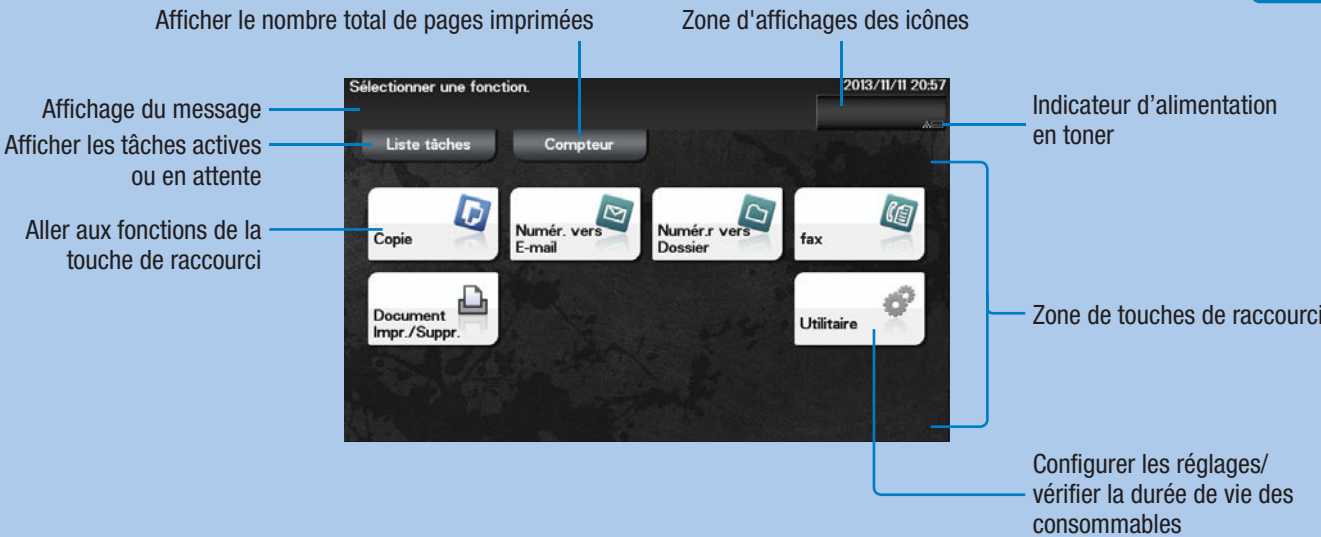 Afficher le nombre total de pages imprimées
Zone d'affichages des icônes
Sélectionner une fonction.
2013/11/11 20:57
Affichage du message
Indicateur d’alimentation
en toner
Afficher les tâches actives
ou en attente
Liste tâches
Compteur
Aller aux fonctions de la
touche de raccourci
Copie
Numér. vers
E-mail
Numér.r vers
Dossier
fax
Document
Impr./Suppr.
Utilitaire
Zone de touches de raccourci
Configurer les réglages/
vérifier la durée de vie des
consommables